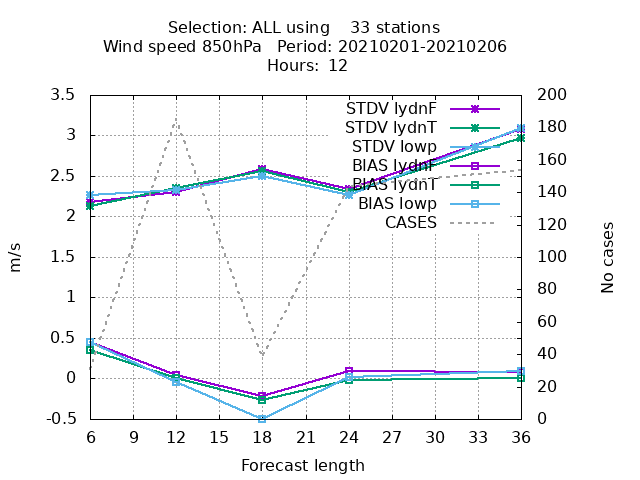 Selection: ALL using    33 stations
Wind speed 850hPa   Period: 20210201-20210206
Hours:  12
3.5
3
2.5
2
1.5
1
0.5
0
-0.5
m/s
200
180
160
140
120
100
80
60
40
20
0
No cases
STDV lydnF
STDV lydnT
STDV lowp
BIAS lydnF
BIAS lydnT
BIAS lowp
CASES
6 9 12 15 18 21 24 27 30 33 36
Forecast length